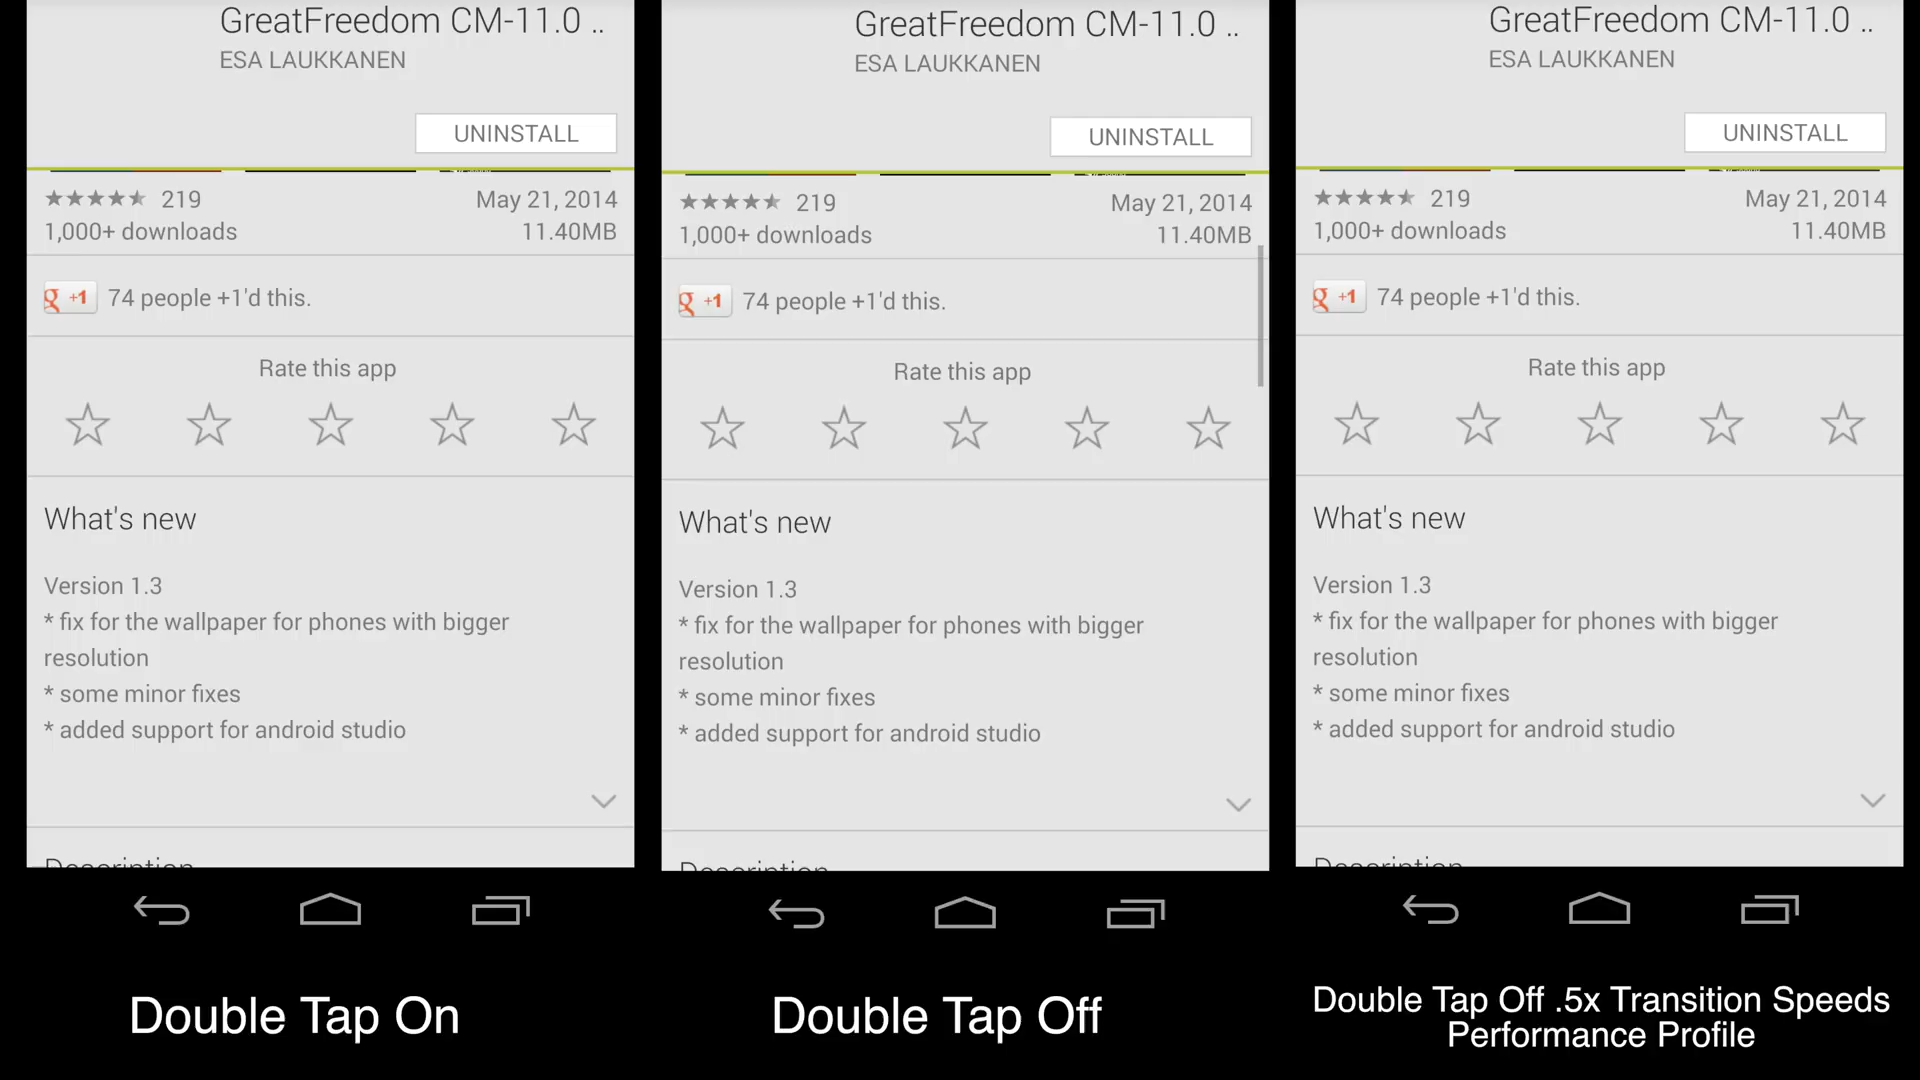 GreatFreedom CM-11.0 ..
ESA LAUKKANEN
UNINSTALL
219
May 21, 2014
1,000+ downloads
11.40MB
g +1
74 people +1'd this.
Rate this app
What's new
Version 1.3
* fix for the wallpaper for phones with bigger
resolution
* some minor fixes
* added support for android studio
Description
Double Tap On
GreatFreedom CM-11.0 ..
ESA LAUKKANEN
UNINSTALL
219
May 21, 2014
1,000+ downloads
11.40MB
g +1
74 people +1'd this.
Rate this app
What's new
Version 1.3
* fix for the wallpaper for phones with bigger
resolution
* some minor fixes
* added support for android studio
Description
Double Tap Off
GreatFreedom CM-11.0 ..
ESA LAUKKANEN
UNINSTALL
219
May 21, 2014
1,000+ downloads
11.40MB
g +1
74 people +1'd this.
Rate this app
What's new
Version 1.3
* fix for the wallpaper for phones with bigger
resolution
* some minor fixes
* added support for android studio
Description
Double Tap Off .5x Transition Speeds
Performance Profile